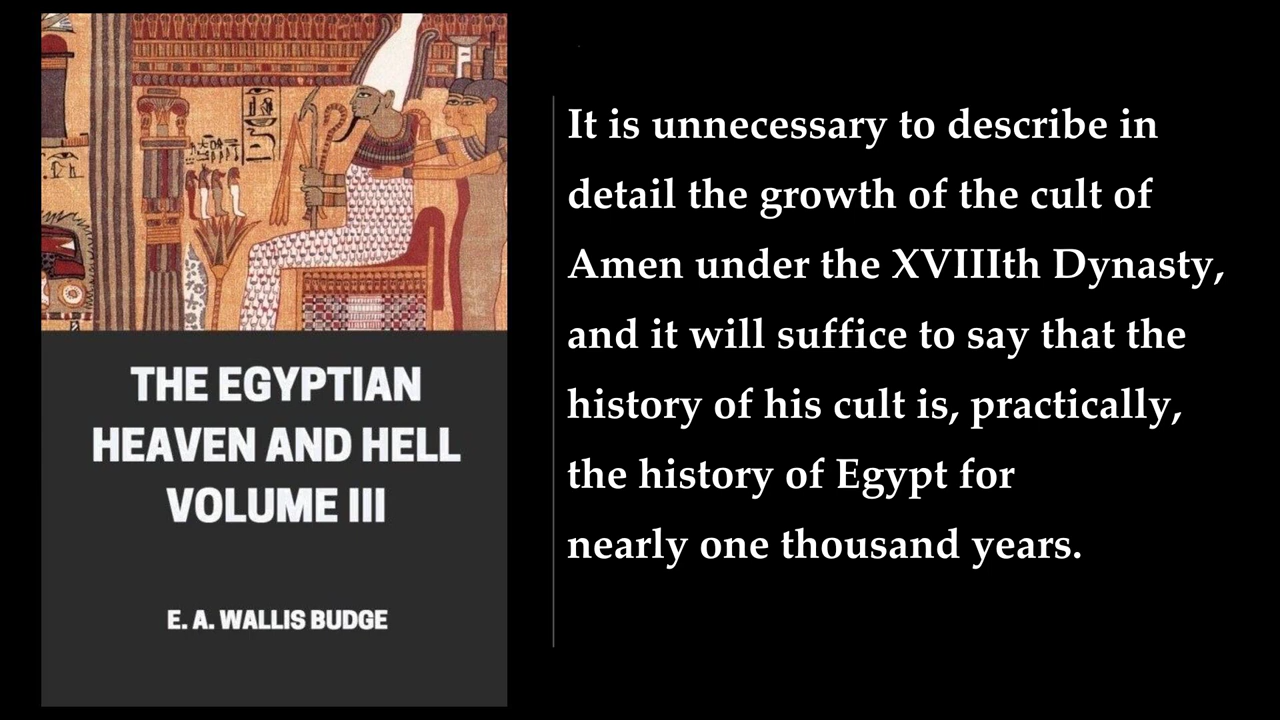 THE EGYPTIAN
HEAVEN AND HELL
VOLUME III
E. A. WALLIS BUDGE
It is unnecessary to describe in
detail the growth of the cult of
Amen under the XVIIIth Dynasty,
and it will suffice to say that the
history of his cult is, practically,
the history of Egypt for
nearly one thousand years.